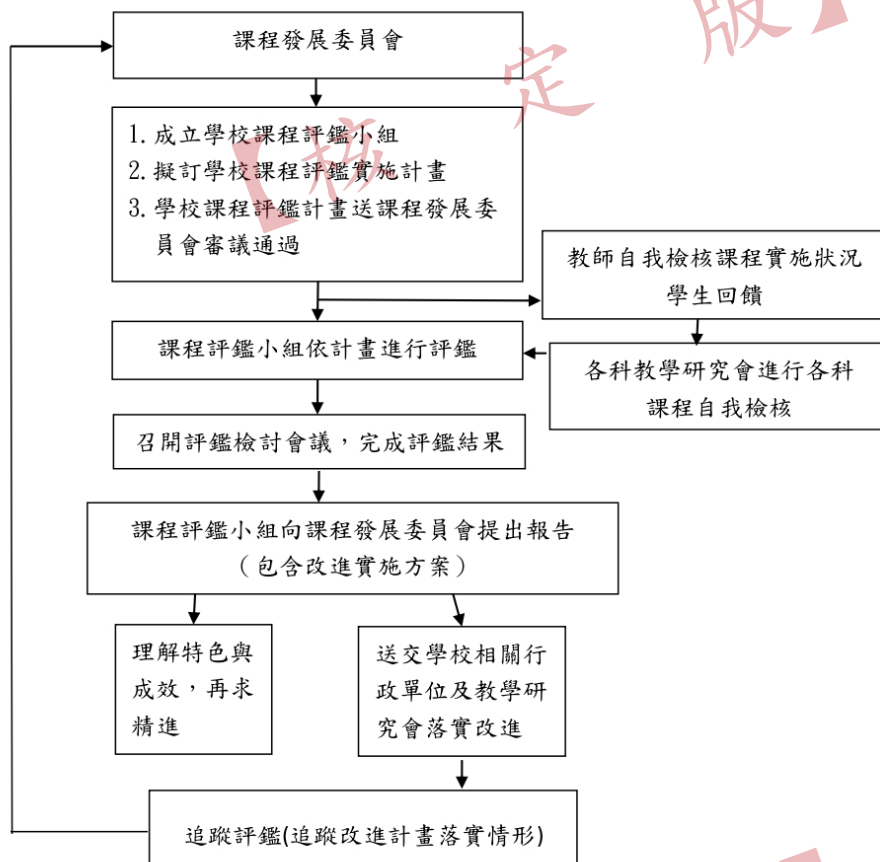 課程發展委員會
1. 成立學校課程評鑑小組
2. 擬訂學校課程評鑑實施計畫
3. 學校課程評鑑計畫送課程發展委
員會審議通過
教師自我檢核課程實施狀況
學生回饋
各科教學研究會進行各科
課程自我檢核
課程評鑑小組依計畫進行評鑑
召開評鑑檢討會議，完成評鑑結果
課程評鑑小組向課程發展委員會提出報告
（包含改進實施方案）
理解特色與
成效，再求
精進
送交學校相關行
政單位及教學研
究會落實改進
追蹤評鑑(追蹤改進計畫落實情形)
【核定版】